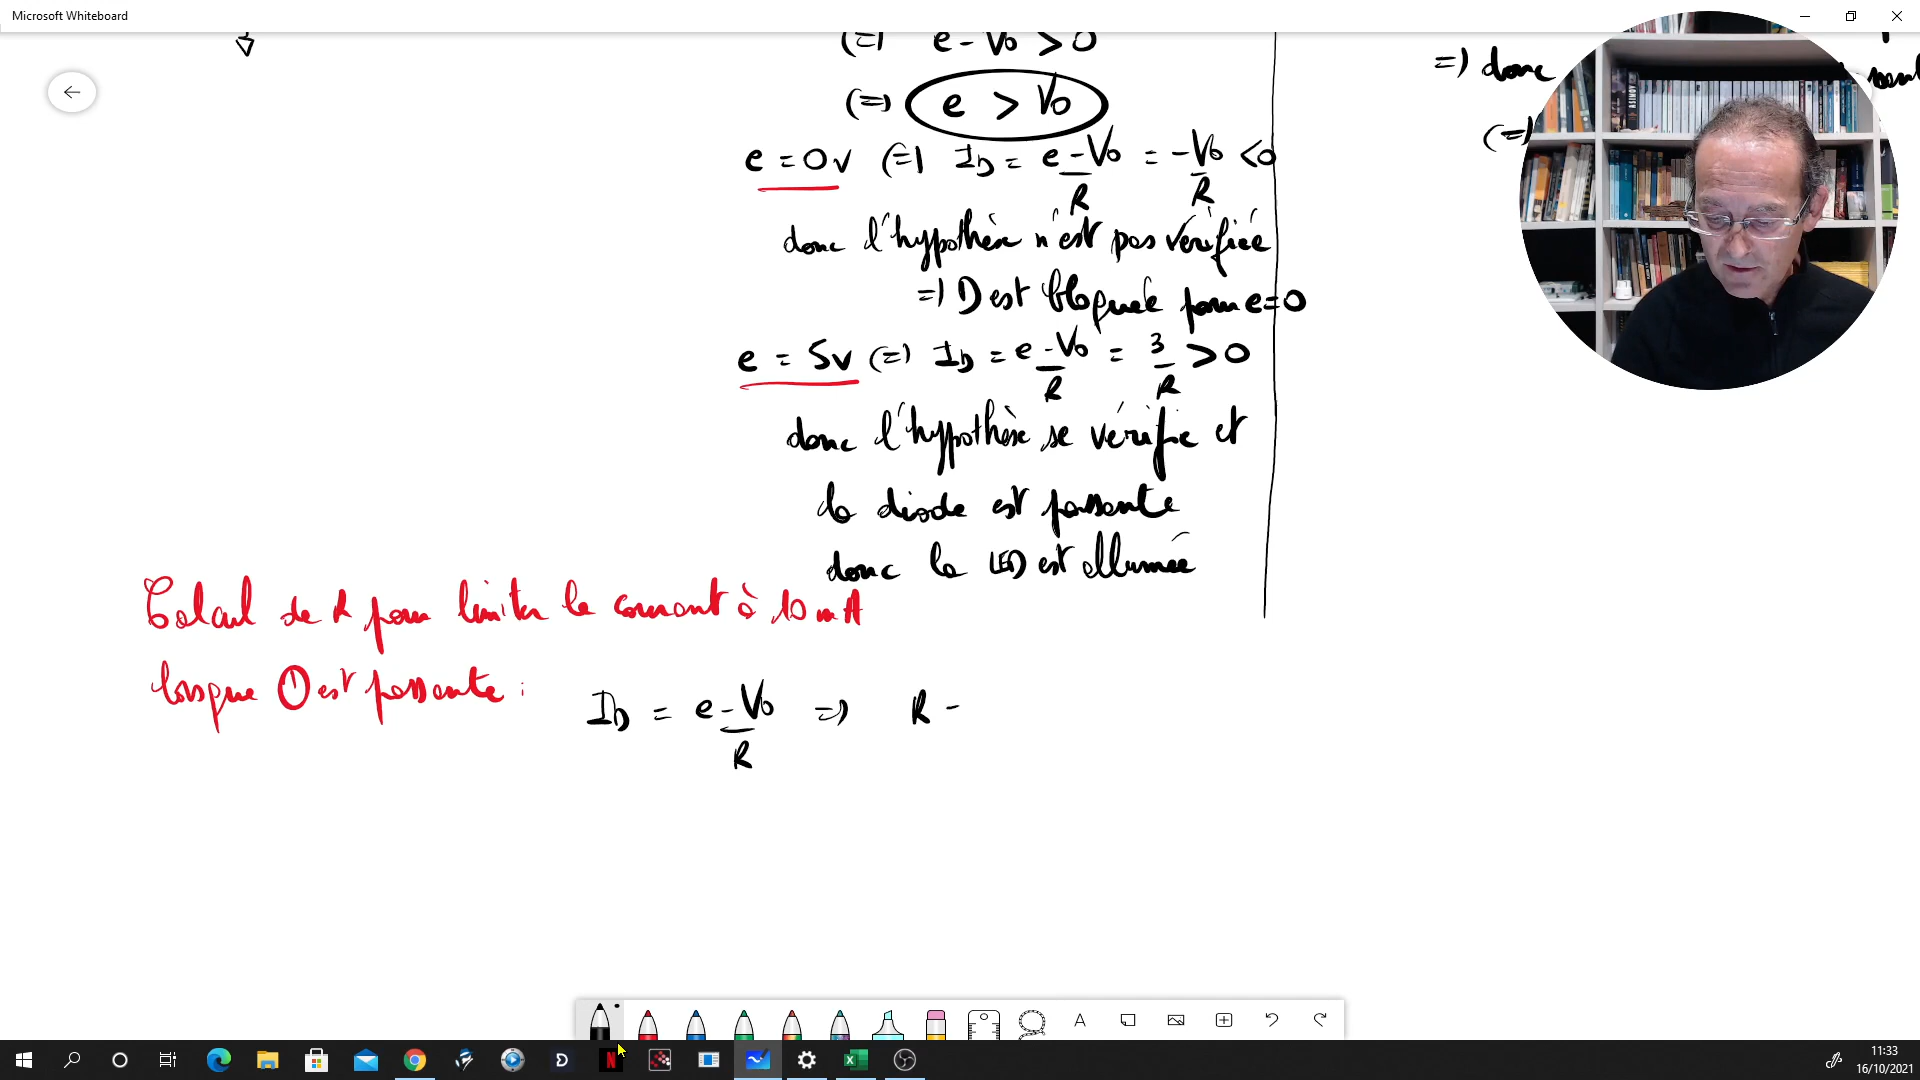 Microsoft Whiteboard
(=) e - V0 > 0
(=) e > V0
e = 0v (=) ID = e - V0 / R = - V0 / R < 0
donc l'hypothèse n'est pas vérifiée
=) D est bloquée pour e = 0
e = 5v (=) ID = e - V0 / R = 3 / R > 0
donc l'hypothèse se vérifie et
la diode est passante
donc la LED est allumée
=) donc
(=)
Calcul de R pour limiter le courant à 10 mA
lorsque D est passante :
ID = e - V0 / R =) R -
11:33
16/10/2021